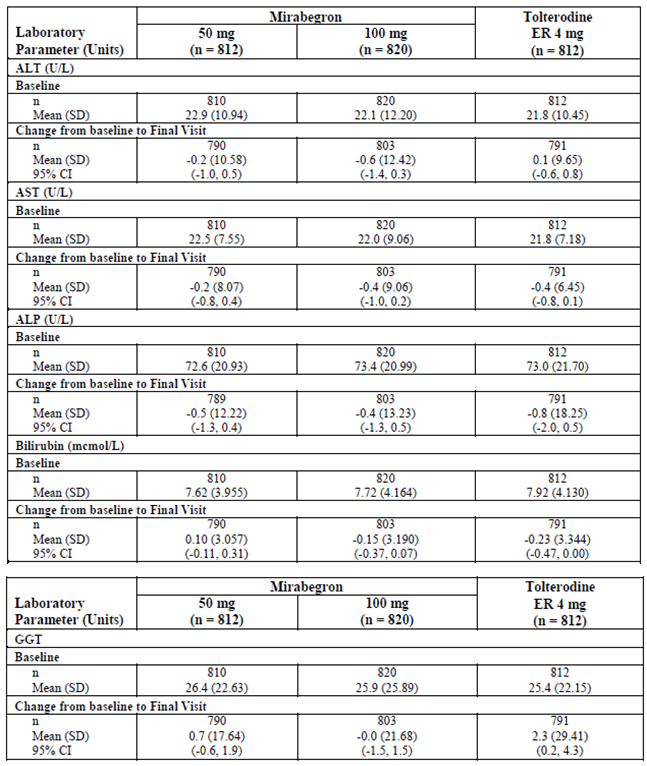 Mirabegron Tolterodine
Laboratory 50 mg 100 mg ER 4 mg
Parameter (Units) (n = 812) (n = 820) (n = 812)
ALT (U/L)
Baseline
n 810 820 812
Mean (SD) 22.9 (10.94) 22.1 (12.20) 21.8 (10.45)
Change from baseline to Final Visit
n 790 803 791
Mean (SD) -0.2 (10.58) -0.6 (12.42) 0.1 (9.65)
95% CI (-1.0, 0.5) (-1.4, 0.3) (-0.6, 0.8)
AST (U/L)
Baseline
n 810 820 812
Mean (SD) 22.5 (7.55) 22.0 (9.06) 21.8 (7.18)
Change from baseline to Final Visit
n 790 803 791
Mean (SD) -0.2 (8.07) -0.4 (9.06) -0.4 (6.45)
95% CI (-0.8, 0.4) (-1.0, 0.2) (-0.8, 0.1)
ALP (U/L)
Baseline
n 810 820 812
Mean (SD) 72.6 (20.93) 73.4 (20.99) 73.0 (21.70)
Change from baseline to Final Visit
n 789 803 791
Mean (SD) -0.5 (12.22) -0.4 (13.23) -0.8 (18.25)
95% CI (-1.3, 0.4) (-1.3, 0.5) (-2.0, 0.5)
Bilirubin (mcmol/L)
Baseline
n 810 820 812
Mean (SD) 7.62 (3.955) 7.72 (4.164) 7.92 (4.130)
Change from baseline to Final Visit
n 790 803 791
Mean (SD) 0.10 (3.057) -0.15 (3.190) -0.23 (3.344)
95% CI (-0.11, 0.31) (-0.37, 0.07) (-0.47, 0.00)
Mirabegron Tolterodine
Laboratory 50 mg 100 mg ER 4 mg
Parameter (Units) (n = 812) (n = 820) (n = 812)
GGT
Baseline
n 810 820 812
Mean (SD) 26.4 (22.63) 25.9 (25.89) 25.4 (22.15)
Change from baseline to Final Visit
n 790 803 791
Mean (SD) 0.7 (17.64) -0.0 (21.68) 2.3 (29.41)
95% CI (-0.6, 1.9) (-1.5, 1.5) (0.2, 4.3)